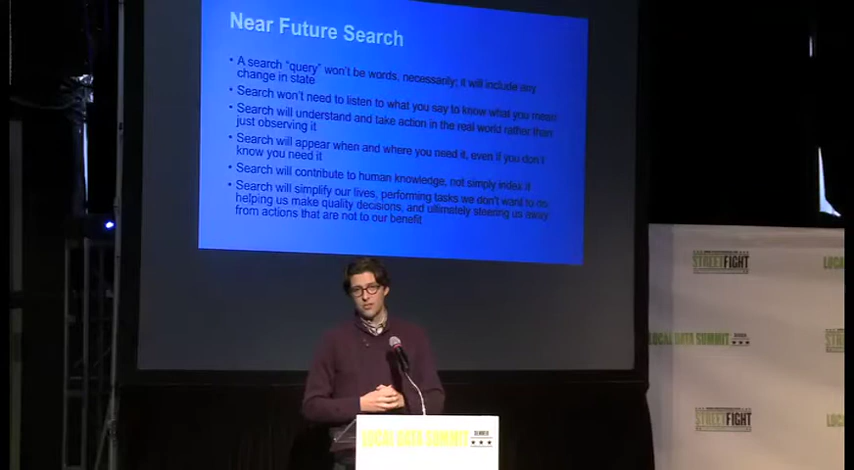 Near Future Search
• A search “query” won’t be words, necessarily; it will include any
change in state
• Search won’t need to listen to what you say to know what you mean
• Search will understand and take action in the real world rather than
just observing it
• Search will appear when and where you need it, even if you don’t
know you need it
• Search will contribute to human knowledge, not simply index it
• Search will simplify our lives, performing tasks we don’t want to do
helping us make quality decisions, and ultimately steering us away
from actions that are not to our benefit
STREETFIGHT
LOCAL
LOCAL DATA SUMMIT
STREET
STREETFIGHT
LOCAL DATA SUMMIT
DENVER